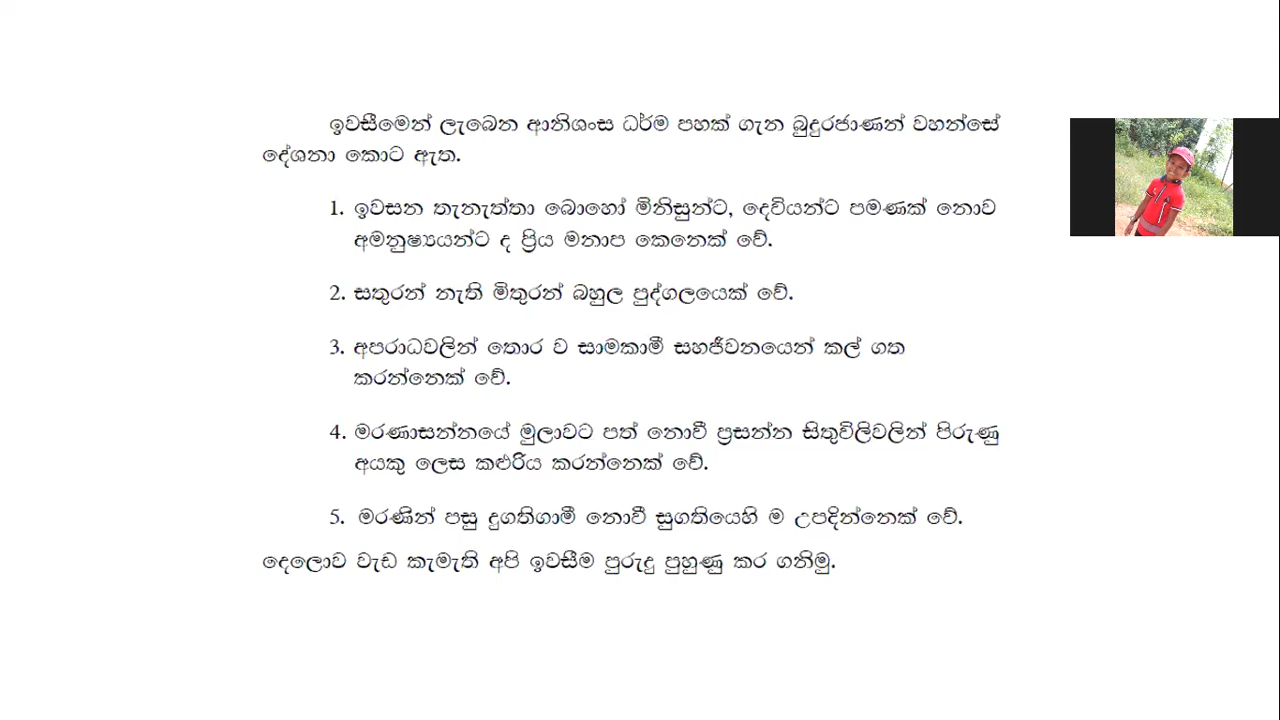 ඉවසීමෙන් ලැබෙන ආනිශංස ධර්ම පහක් ගැන බුදුරජාණන් වහන්සේ
දේශනා කොට ඇත.
1. ඉවසන තැනැත්තා බොහෝ මිනිසුන්ට, දෙවියන්ට පමණක් නොව
අමනුෂ්‍යයන්ට ද ප්‍රිය මනාප කෙනෙක් වේ.
2. සතුරන් නැති මිතුරන් බහුල පුද්ගලයෙක් වේ.
3. අපරාධවලින් තොර ව සාමකාමී සහජීවනයෙන් කල් ගත
කරන්නෙක් වේ.
4. මරණාසන්නයේ මුලාවට පත් නොවී ප්‍රසන්න සිතුවිලිවලින් පිරුණු
අයකු ලෙස කළුරිය කරන්නෙක් වේ.
5. මරණින් පසු දුගතිගාමී නොවී සුගතියෙහි ම උපදින්නෙක් වේ.
දෙලොව වැඩ කැමැති අපි ඉවසීම පුරුදු පුහුණු කර ගනිමු.